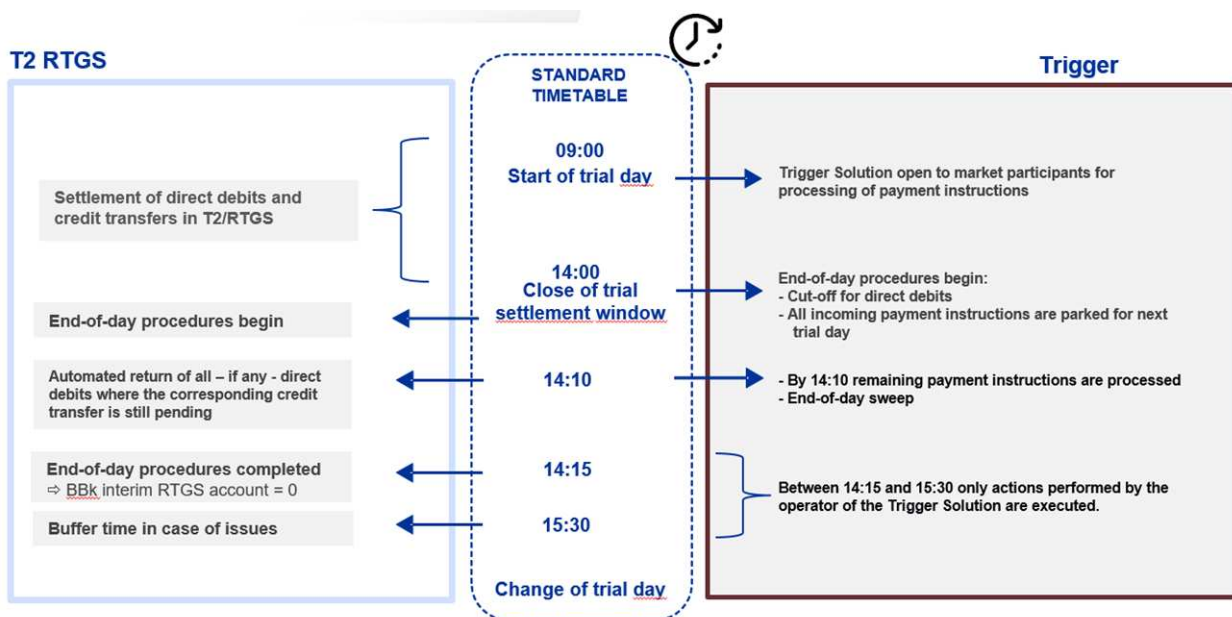 T2 RTGS
STANDARD
TIMETABLE
Trigger
09:00
Start of trial day
Trigger Solution open to market participants for
processing of payment instructions
Settlement of direct debits and
credit transfers in T2/RTGS
14:00
Close of trial
settlement window
End-of-day procedures begin:
- Cut-off for direct debits
- All incoming payment instructions are parked for next
trial day
End-of-day procedures begin
Automated return of all – if any - direct
debits where the corresponding credit
transfer is still pending
14:10
- By 14:10 remaining payment instructions are processed
- End-of-day sweep
End-of-day procedures completed
⇨ BBk interim RTGS account = 0
14:15
Between 14:15 and 15:30 only actions performed by the
operator of the Trigger Solution are executed.
Buffer time in case of issues
15:30
Change of trial day